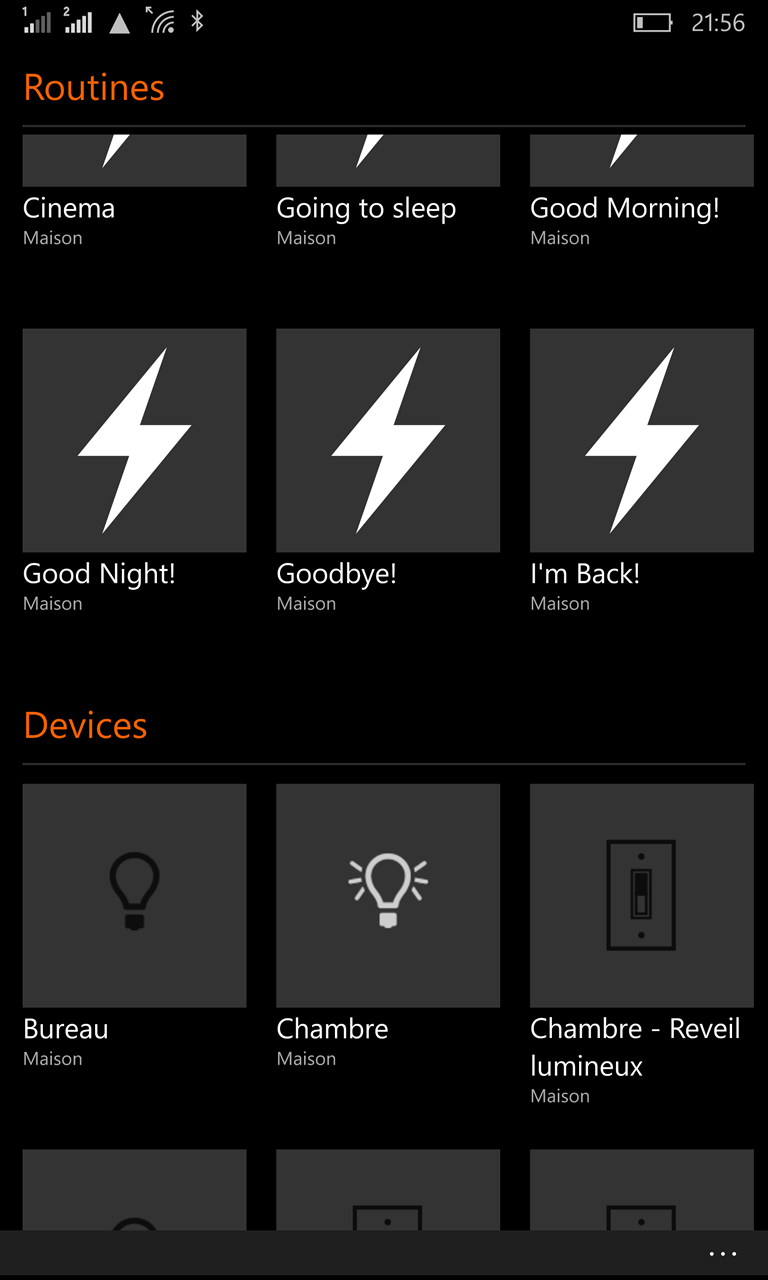 1 2 21:56
Routines
Cinema Going to sleep Good Morning!
Maison Maison Maison
Good Night! Goodbye! I'm Back!
Maison Maison Maison
Devices
Bureau Chambre Chambre - Reveil
lumineux
Maison Maison
Maison